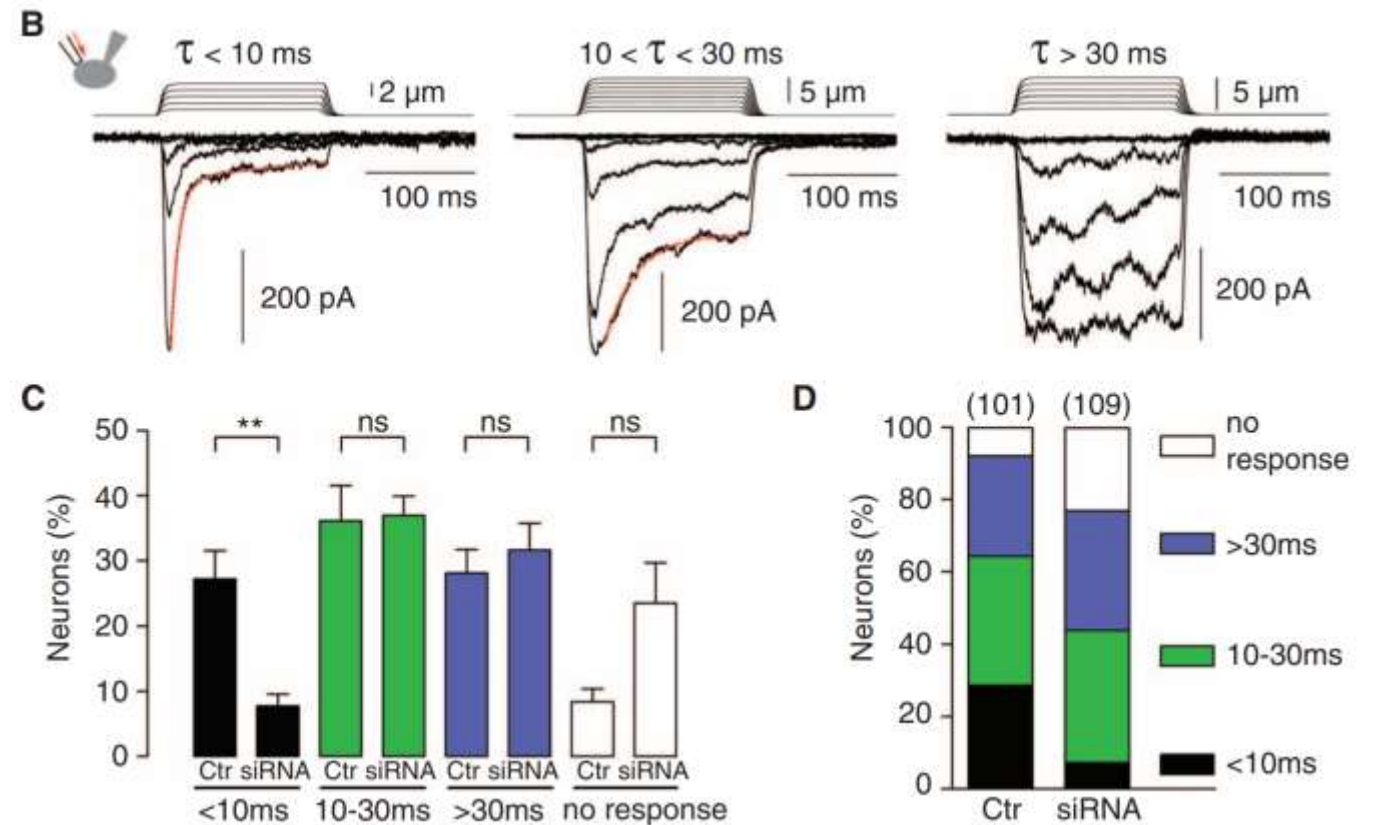 B
τ < 10 ms
10 < τ < 30 ms
τ > 30 ms
2 μm
5 μm
5 μm
100 ms
100 ms
100 ms
200 pA
200 pA
200 pA
C
** ns ns ns
Neurons (%)
50
40
30
20
10
0
Ctr siRNA Ctr siRNA Ctr siRNA Ctr siRNA
<10ms 10-30ms >30ms no response
D
(101) (109)
Neurons (%)
100
80
60
40
20
0
Ctr siRNA
no
response
>30ms
10-30ms
<10ms